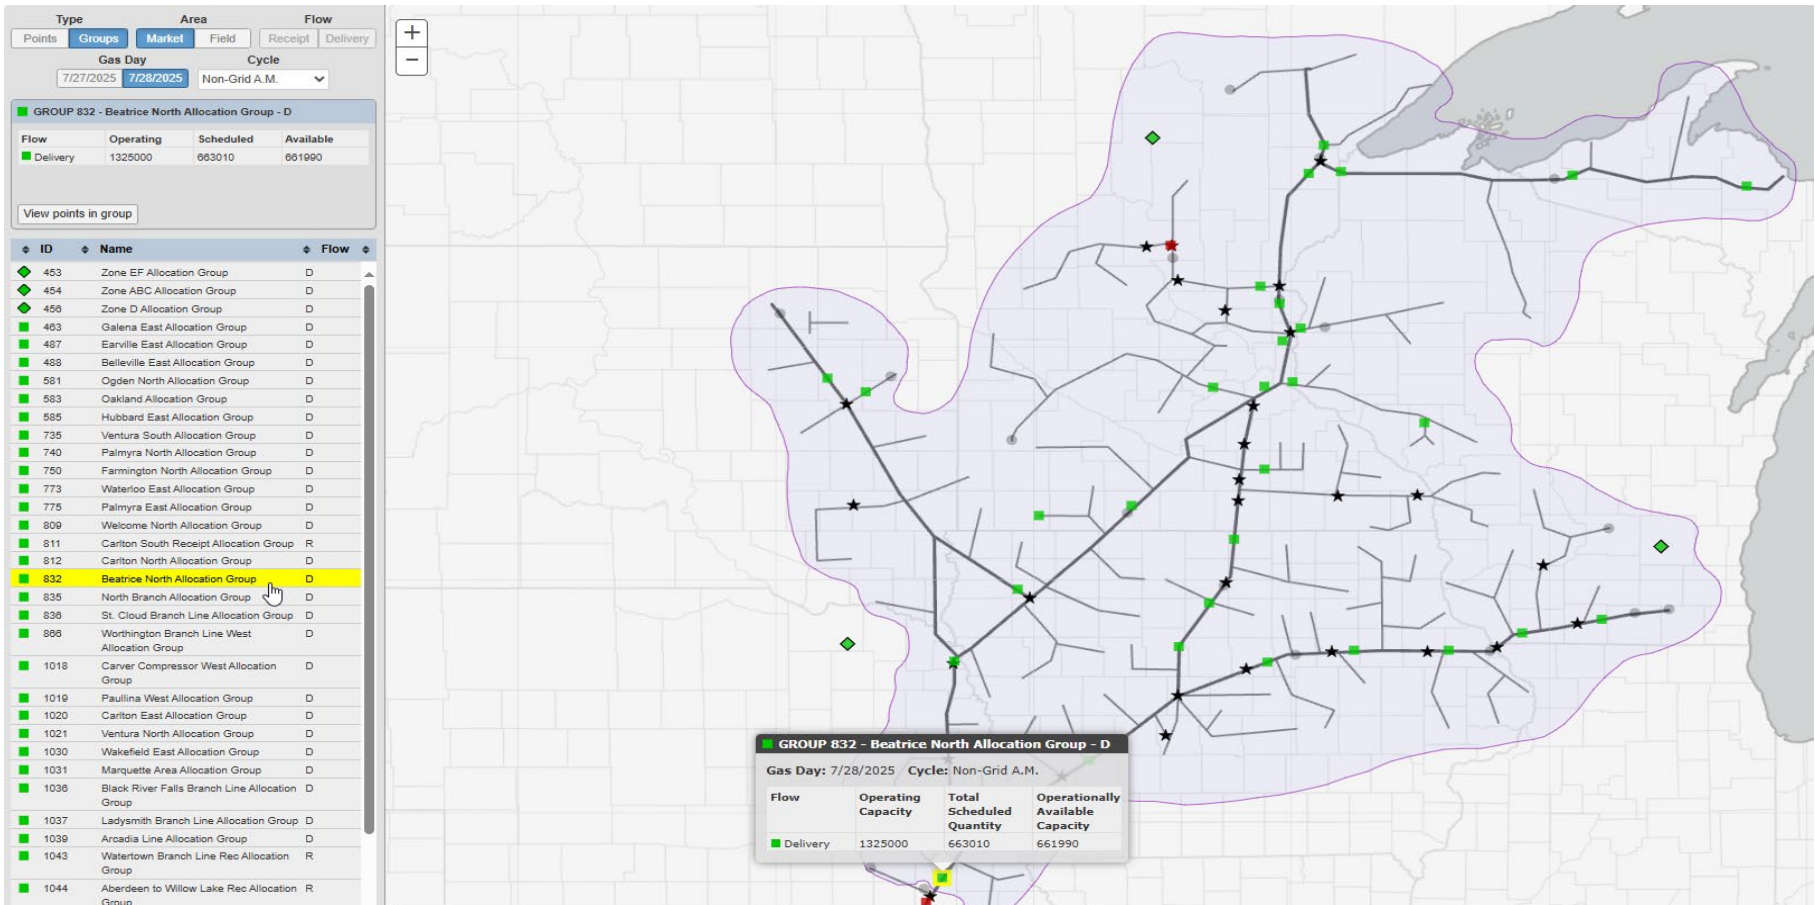 Type Area Flow
Points Groups Market Field Receipt Delivery
Gas Day Cycle
7/27/2025 7/28/2025 Non-Grid A.M.
GROUP 832 - Beatrice North Allocation Group - D
Flow Operating Scheduled Available
Delivery 1325000 663010 661990
View points in group
ID Name Flow
453 Zone EF Allocation Group D
454 Zone ABC Allocation Group D
456 Zone D Allocation Group D
463 Galena East Allocation Group D
487 Earville East Allocation Group D
488 Belleville East Allocation Group D
581 Ogden North Allocation Group D
583 Oakland Allocation Group D
585 Hubbard East Allocation Group D
735 Ventura South Allocation Group D
740 Palmyra North Allocation Group D
750 Farmington North Allocation Group D
773 Waterloo East Allocation Group D
775 Palmyra East Allocation Group D
809 Welcome North Allocation Group D
811 Carlton South Receipt Allocation Group R
812 Carlton North Allocation Group D
832 Beatrice North Allocation Group D
835 North Branch Allocation Group D
836 St. Cloud Branch Line Allocation Group D
866 Worthington Branch Line West D
Allocation Group
1018 Carver Compressor West Allocation D
Group
1019 Paullina West Allocation Group D
1020 Carlton East Allocation Group D
1021 Ventura North Allocation Group D
1030 Wakefield East Allocation Group D
1031 Marquette Area Allocation Group D
1036 Black River Falls Branch Line Allocation D
Group
1037 Ladysmith Branch Line Allocation Group D
1039 Arcadia Line Allocation Group D
1043 Watertown Branch Line Rec Allocation R
Group
1044 Aberdeen to Willow Lake Rec Allocation R
Group
+
−
GROUP 832 - Beatrice North Allocation Group - D
Gas Day: 7/28/2025 Cycle: Non-Grid A.M.
Flow Operating Total Operationally
Capacity Scheduled Available
Quantity Capacity
Delivery 1325000 663010 661990